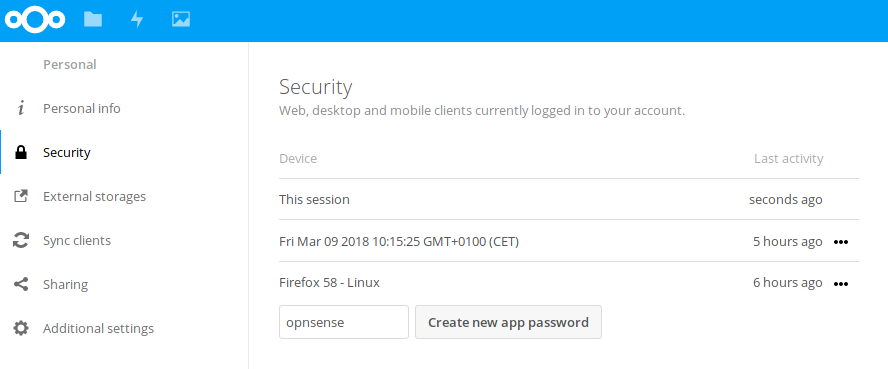 Personal
Personal info
Security
External storages
Sync clients
Sharing
Additional settings
Security
Web, desktop and mobile clients currently logged in to your account.
Device Last activity
This session seconds ago
Fri Mar 09 2018 10:15:25 GMT+0100 (CET) 5 hours ago
Firefox 58 - Linux 6 hours ago
opnsense Create new app password